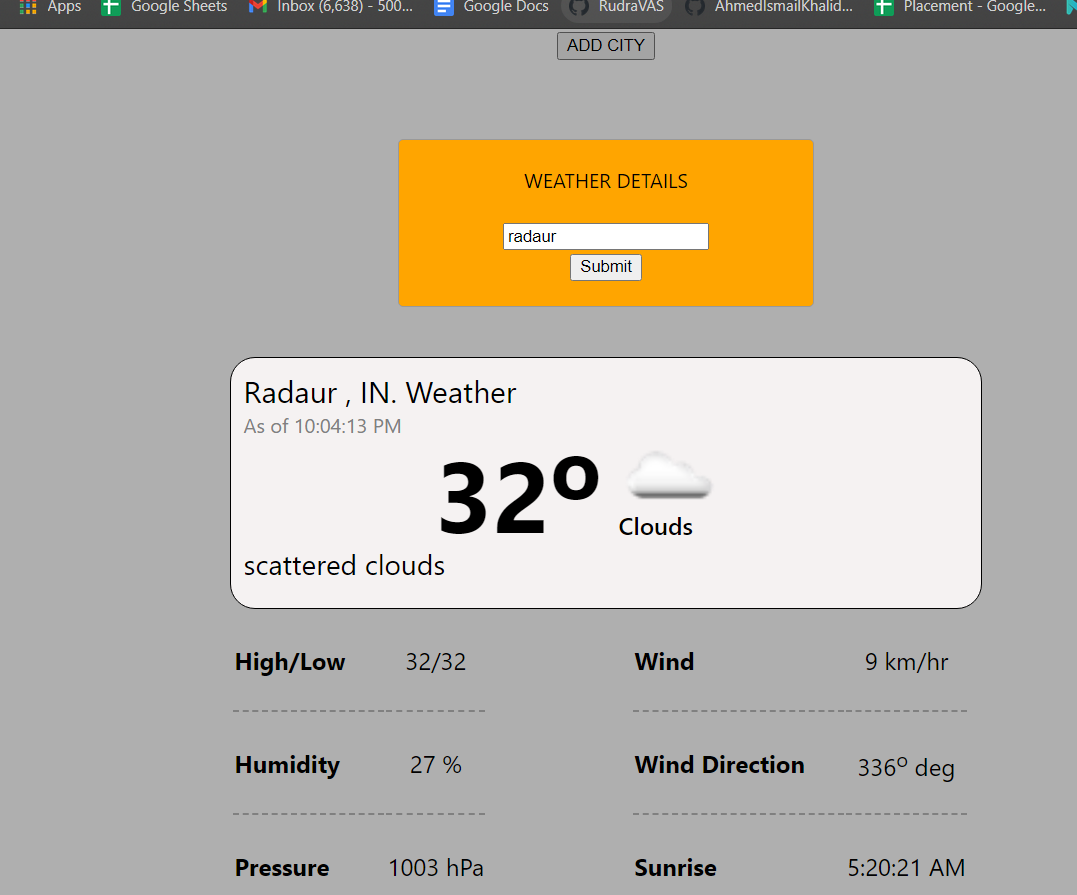 Apps Google Sheets Inbox (6,638) - 500... Google Docs RudraVAS AhmedIsmailKhalid... Placement - Google...
ADD CITY
WEATHER DETAILS
radaur
Submit
Radaur , IN. Weather
As of 10:04:13 PM
32º
Clouds
scattered clouds
High/Low 32/32 Wind 9 km/hr
Humidity 27 % Wind Direction 336º deg
Pressure 1003 hPa Sunrise 5:20:21 AM